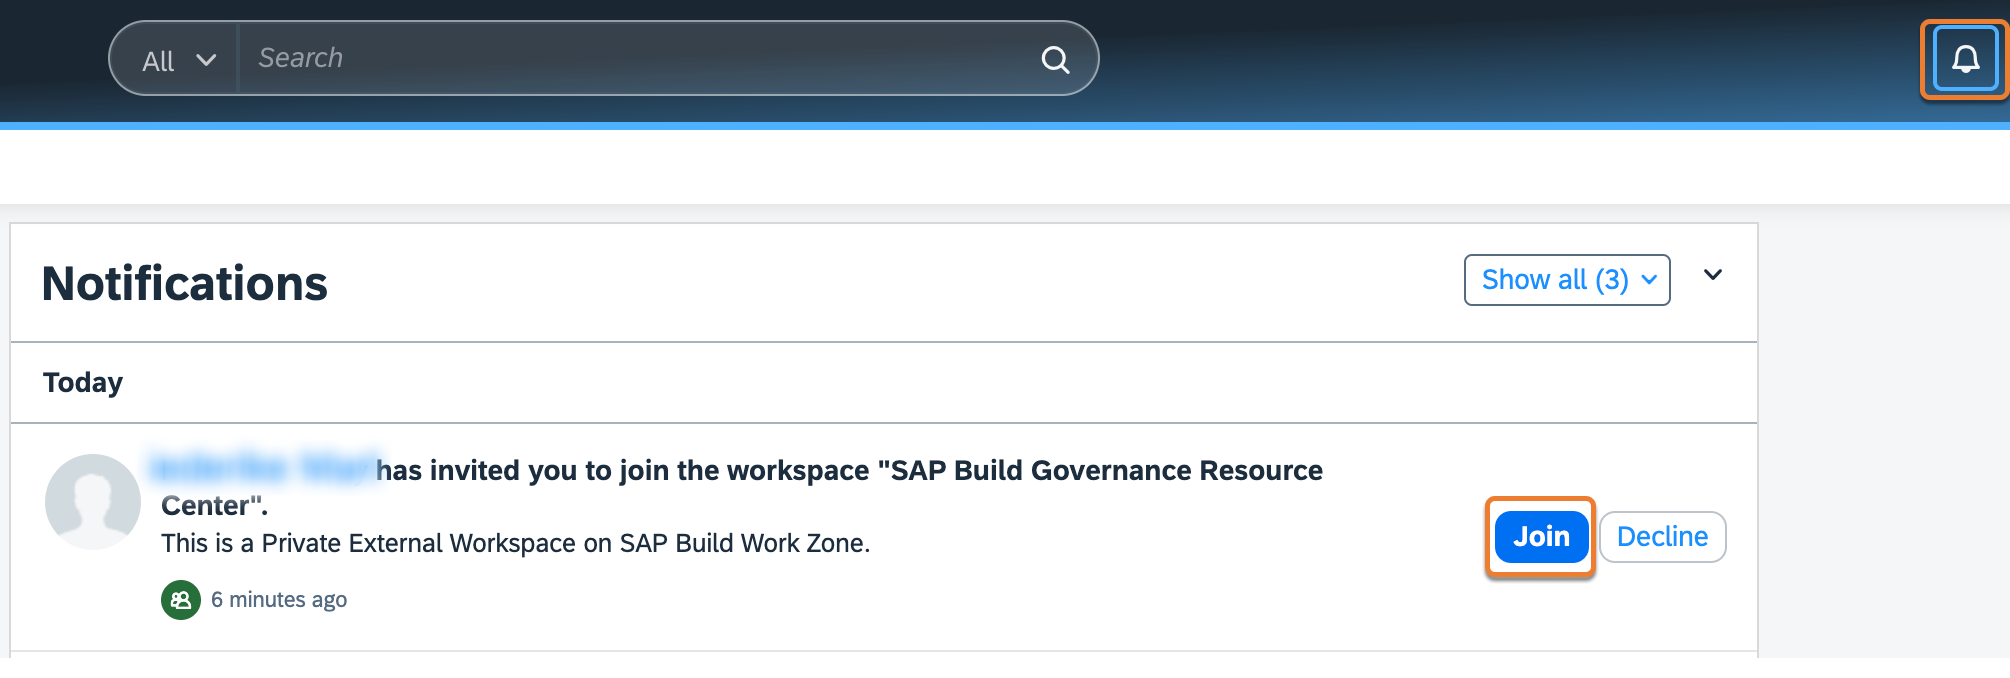 All
Search
Notifications
Show all (3)
Today
has invited you to join the workspace "SAP Build Governance Resource
Center".
This is a Private External Workspace on SAP Build Work Zone.
Join
Decline
6 minutes ago